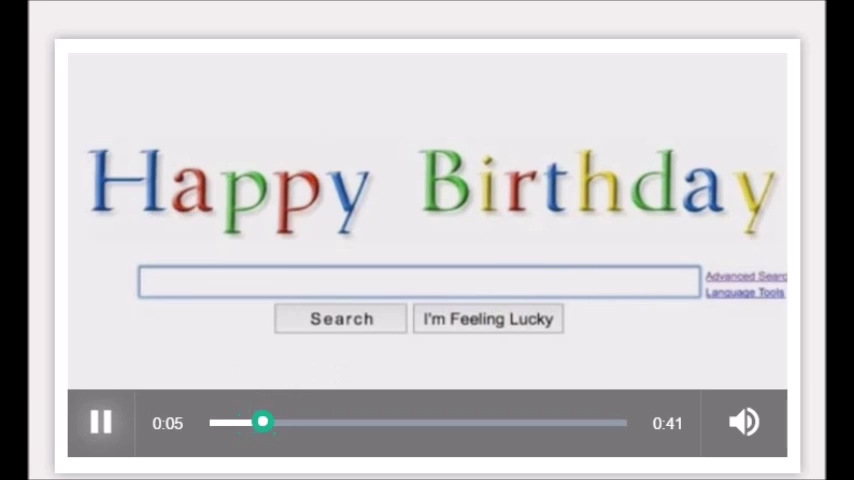 Happy Birthday
Advanced Searc
Language Tools
Search I'm Feeling Lucky
0:05 0:41